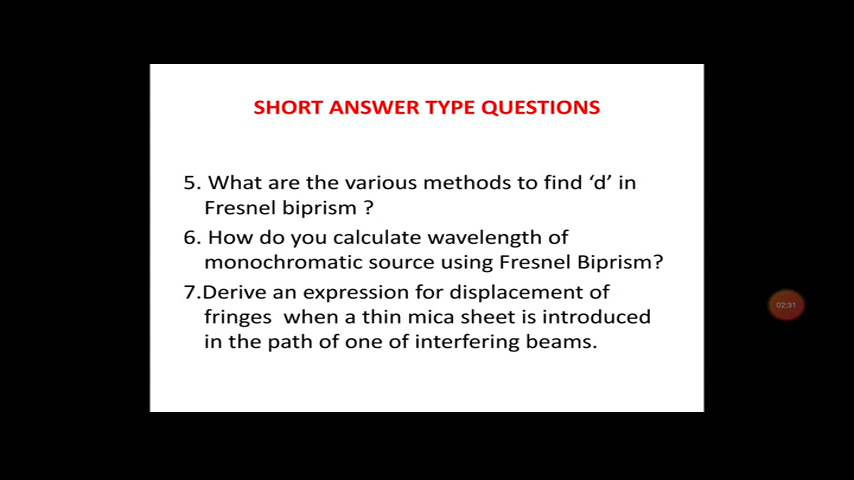 SHORT ANSWER TYPE QUESTIONS
5. What are the various methods to find ‘d’ in
Fresnel biprism ?
6. How do you calculate wavelength of
monochromatic source using Fresnel Biprism?
7.Derive an expression for displacement of
fringes when a thin mica sheet is introduced
in the path of one of interfering beams.
02:31